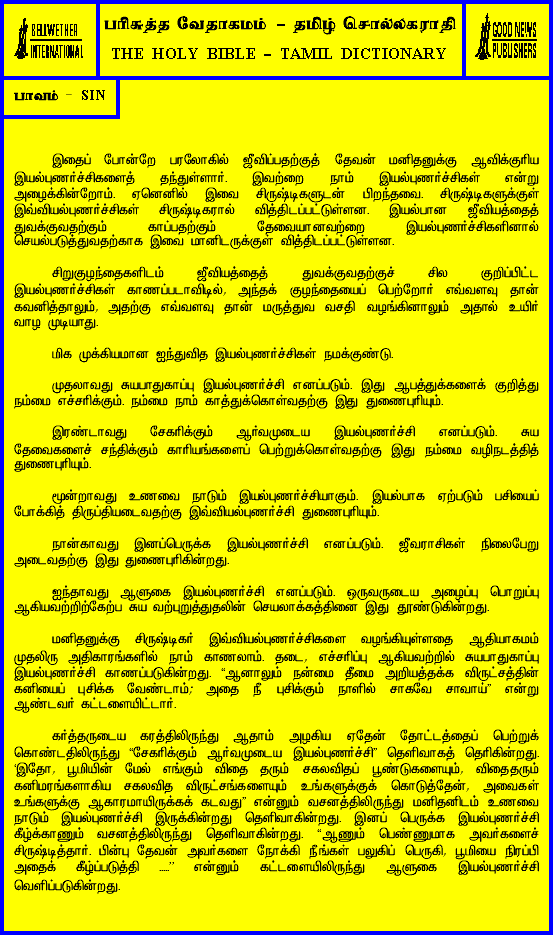 BELLWETHER
INTERNATIONAL
பரிசுத்த வேதாகமம் - தமிழ் சொல்லகராதி
THE HOLY BIBLE - TAMIL DICTIONARY
GOOD NEWS
PUBLISHERS
பாவம் - SIN
இதைப் போன்றே பரலோகில் ஜீவிப்பதற்குத் தேவன் மனிதனுக்கு ஆவிக்குரிய
இயல்புணர்ச்சிகளைத் தந்துள்ளார். இவற்றை நாம் இயல்புணர்ச்சிகள் என்று
அழைக்கின்றோம். ஏனெனில் இவை சிருஷ்டிகளுடன் பிறந்தவை. சிருஷ்டிகளுக்குள்
இவ்வியல்புணர்ச்சிகள் சிருஷ்டிகரால் வித்திடப்பட்டுள்ளன. இயல்பான ஜீவியத்தைத்
துவக்குவதற்கும் காப்பதற்கும் தேவையானவற்றை இயல்புணர்ச்சிகளினால்
செயல்படுத்துவதற்காக இவை மானிடருக்குள் வித்திடப்பட்டுள்ளன.
சிறுகுழந்தைகளிடம் ஜீவியத்தைத் துவக்குவதற்குச் சில குறிப்பிட்ட
இயல்புணர்ச்சிகள் காணப்படாவிடில், அந்தக் குழந்தையைப் பெற்றோர் எவ்வளவு தான்
கவனித்தாலும், அதற்கு எவ்வளவு தான் மருத்துவ வசதி வழங்கினாலும் அதால் உயிர்
வாழ முடியாது.
மிக முக்கியமான ஐந்துவித இயல்புணர்ச்சிகள் நமக்குண்டு.
முதலாவது சுயபாதுகாப்பு இயல்புணர்ச்சி எனப்படும். இது ஆபத்துக்களைக் குறித்து
நம்மை எச்சரிக்கும். நம்மை நாம் காத்துக்கொள்வதற்கு இது துணைபுரியும்.
இரண்டாவது சேகரிக்கும் ஆர்வமுடைய இயல்புணர்ச்சி எனப்படும். சுய
தேவைகளைச் சந்திக்கும் காரியங்களைப் பெற்றுக்கொள்வதற்கு இது நம்மை வழிநடத்தித்
துணைபுரியும்.
மூன்றாவது உணவை நாடும் இயல்புணர்ச்சியாகும். இயல்பாக ஏற்படும் பசியைப்
போக்கித் திருப்தியடைவதற்கு இவ்வியல்புணர்ச்சி துணைபுரியும்.
நான்காவது இனப்பெருக்க இயல்புணர்ச்சி எனப்படும். ஜீவராசிகள் நிலைபேறு
அடைவதற்கு இது துணைபுரிகின்றது.
ஐந்தாவது ஆளுகை இயல்புணர்ச்சி எனப்படும். ஒருவருடைய அழைப்பு பொறுப்பு
ஆகியவற்றிற்கேற்ப சுய வற்புறுத்துதலின் செயலாக்கத்தினை இது தூண்டுகின்றது.
மனிதனுக்கு சிருஷ்டிகர் இவ்வியல்புணர்ச்சிகளை வழங்கியுள்ளதை ஆதியாகமம்
முதலிரு அதிகாரங்களில் நாம் காணலாம். தடை, எச்சரிப்பு ஆகியவற்றில் சுயபாதுகாப்பு
இயல்புணர்ச்சி காணப்படுகின்றது. "ஆனாலும் நன்மை தீமை அறியத்தக்க விருட்சத்தின்
கனியைப் புசிக்க வேண்டாம்; அதை நீ புசிக்கும் நாளில் சாகவே சாவாய்" என்று
ஆண்டவர் கட்டளையிட்டார்.
கர்த்தருடைய கரத்திலிருந்து ஆதாம் அழகிய ஏதேன் தோட்டத்தைப் பெற்றுக்
கொண்டதிலிருந்து "சேகரிக்கும் ஆர்வமுடைய இயல்புணர்ச்சி" தெளிவாகத் தெரிகின்றது.
'இதோ, பூமியின் மேல் எங்கும் விதை தரும் சகலவிதப் பூண்டுகளையும், விதைதரும்
கனிமரங்களாகிய சகலவித விருட்சங்களையும் உங்களுக்குக் கொடுத்தேன், அவைகள்
உங்களுக்கு ஆகாரமாயிருக்கக் கடவது" என்னும் வசனத்திலிருந்து மனிதனிடம் உணவை
நாடும் இயல்புணர்ச்சி இருக்கின்றது தெளிவாகின்றது. இனப் பெருக்க இயல்புணர்ச்சி
கீழ்க்காணும் வசனத்திலிருந்து தெளிவாகின்றது. "ஆணும் பெண்ணுமாக அவர்களைச்
சிருஷ்டித்தார். பின்பு தேவன் அவர்களை நோக்கி நீங்கள் பலுகிப் பெருகி, பூமியை நிரப்பி
அதைக் கீழ்ப்படுத்தி ....." என்னும் கட்டளையிலிருந்து ஆளுகை இயல்புணர்ச்சி
வெளிப்படுகின்றது.